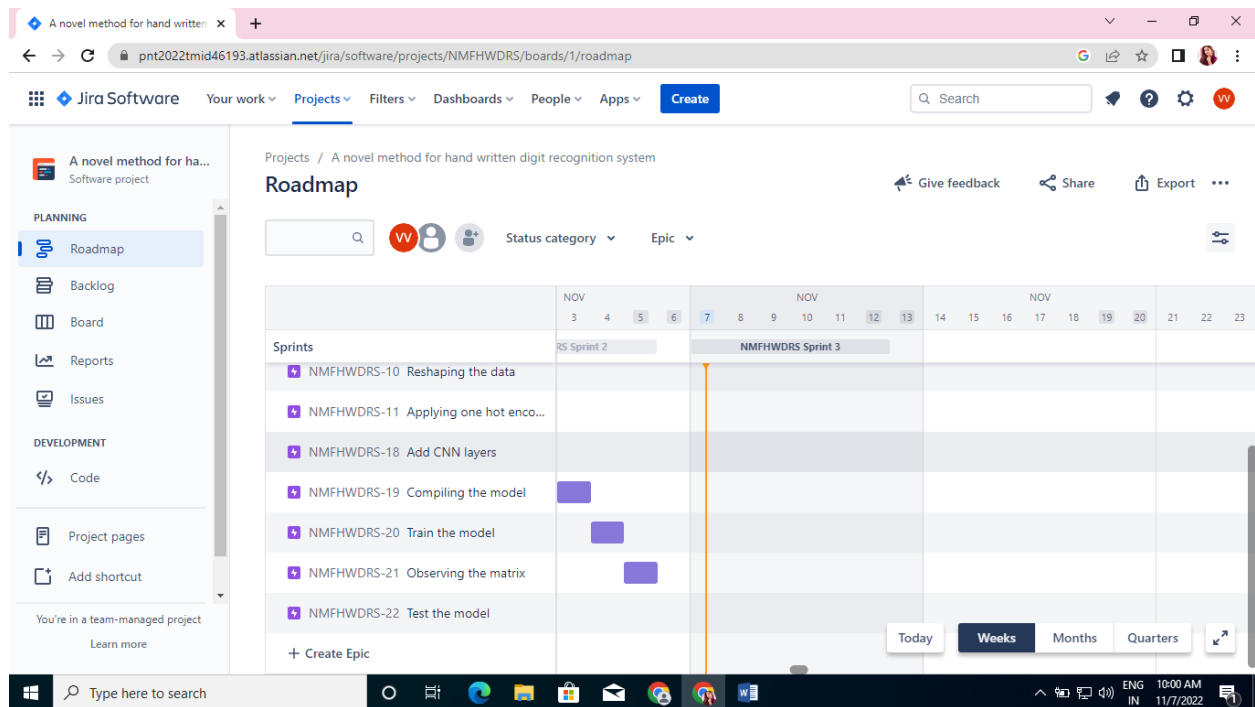 A novel method for hand written
pnt2022tmid46193.atlassian.net/jira/software/projects/NMFHWDRS/boards/1/roadmap
Jira Software Your work Projects Filters Dashboards People Apps Create Search VV
A novel method for ha...
Software project
PLANNING
Roadmap
Backlog
Board
Reports
Issues
DEVELOPMENT
Code
Project pages
Add shortcut
You're in a team-managed project
Learn more
Projects / A novel method for hand written digit recognition system
Roadmap
Give feedback Share Export
VV Status category Epic
NOV NOV NOV
3 4 5 6 7 8 9 10 11 12 13 14 15 16 17 18 19 20 21 22 23
Sprints RS Sprint 2 NMFHWDRS Sprint 3
NMFHWDRS-10 Reshaping the data
NMFHWDRS-11 Applying one hot enco...
NMFHWDRS-18 Add CNN layers
NMFHWDRS-19 Compiling the model
NMFHWDRS-20 Train the model
NMFHWDRS-21 Observing the matrix
NMFHWDRS-22 Test the model
+ Create Epic
Today Weeks Months Quarters
Type here to search
ENG 10:00 AM
IN 11/7/2022 1